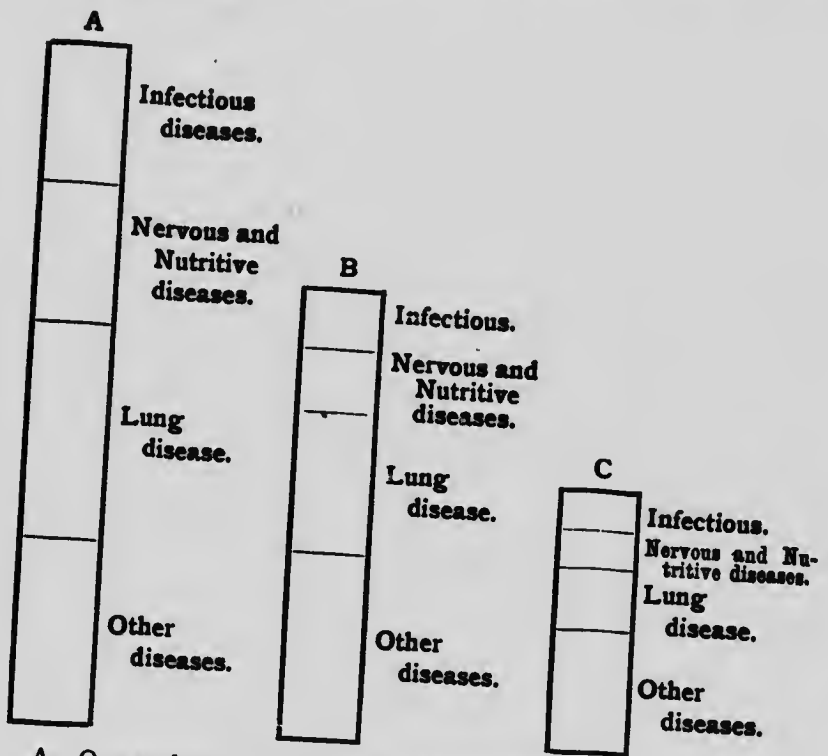 A
Infectious
diseases.
Nervous and
Nutritive
diseases.
Lung
disease.
Other
diseases.
B
Infectious.
Nervous and
Nutritive
diseases.
Lung
disease.
Other
diseases.
C
Infectious.
Nervous and Nu-
tritive diseases.
Lung
disease.
Other
diseases.